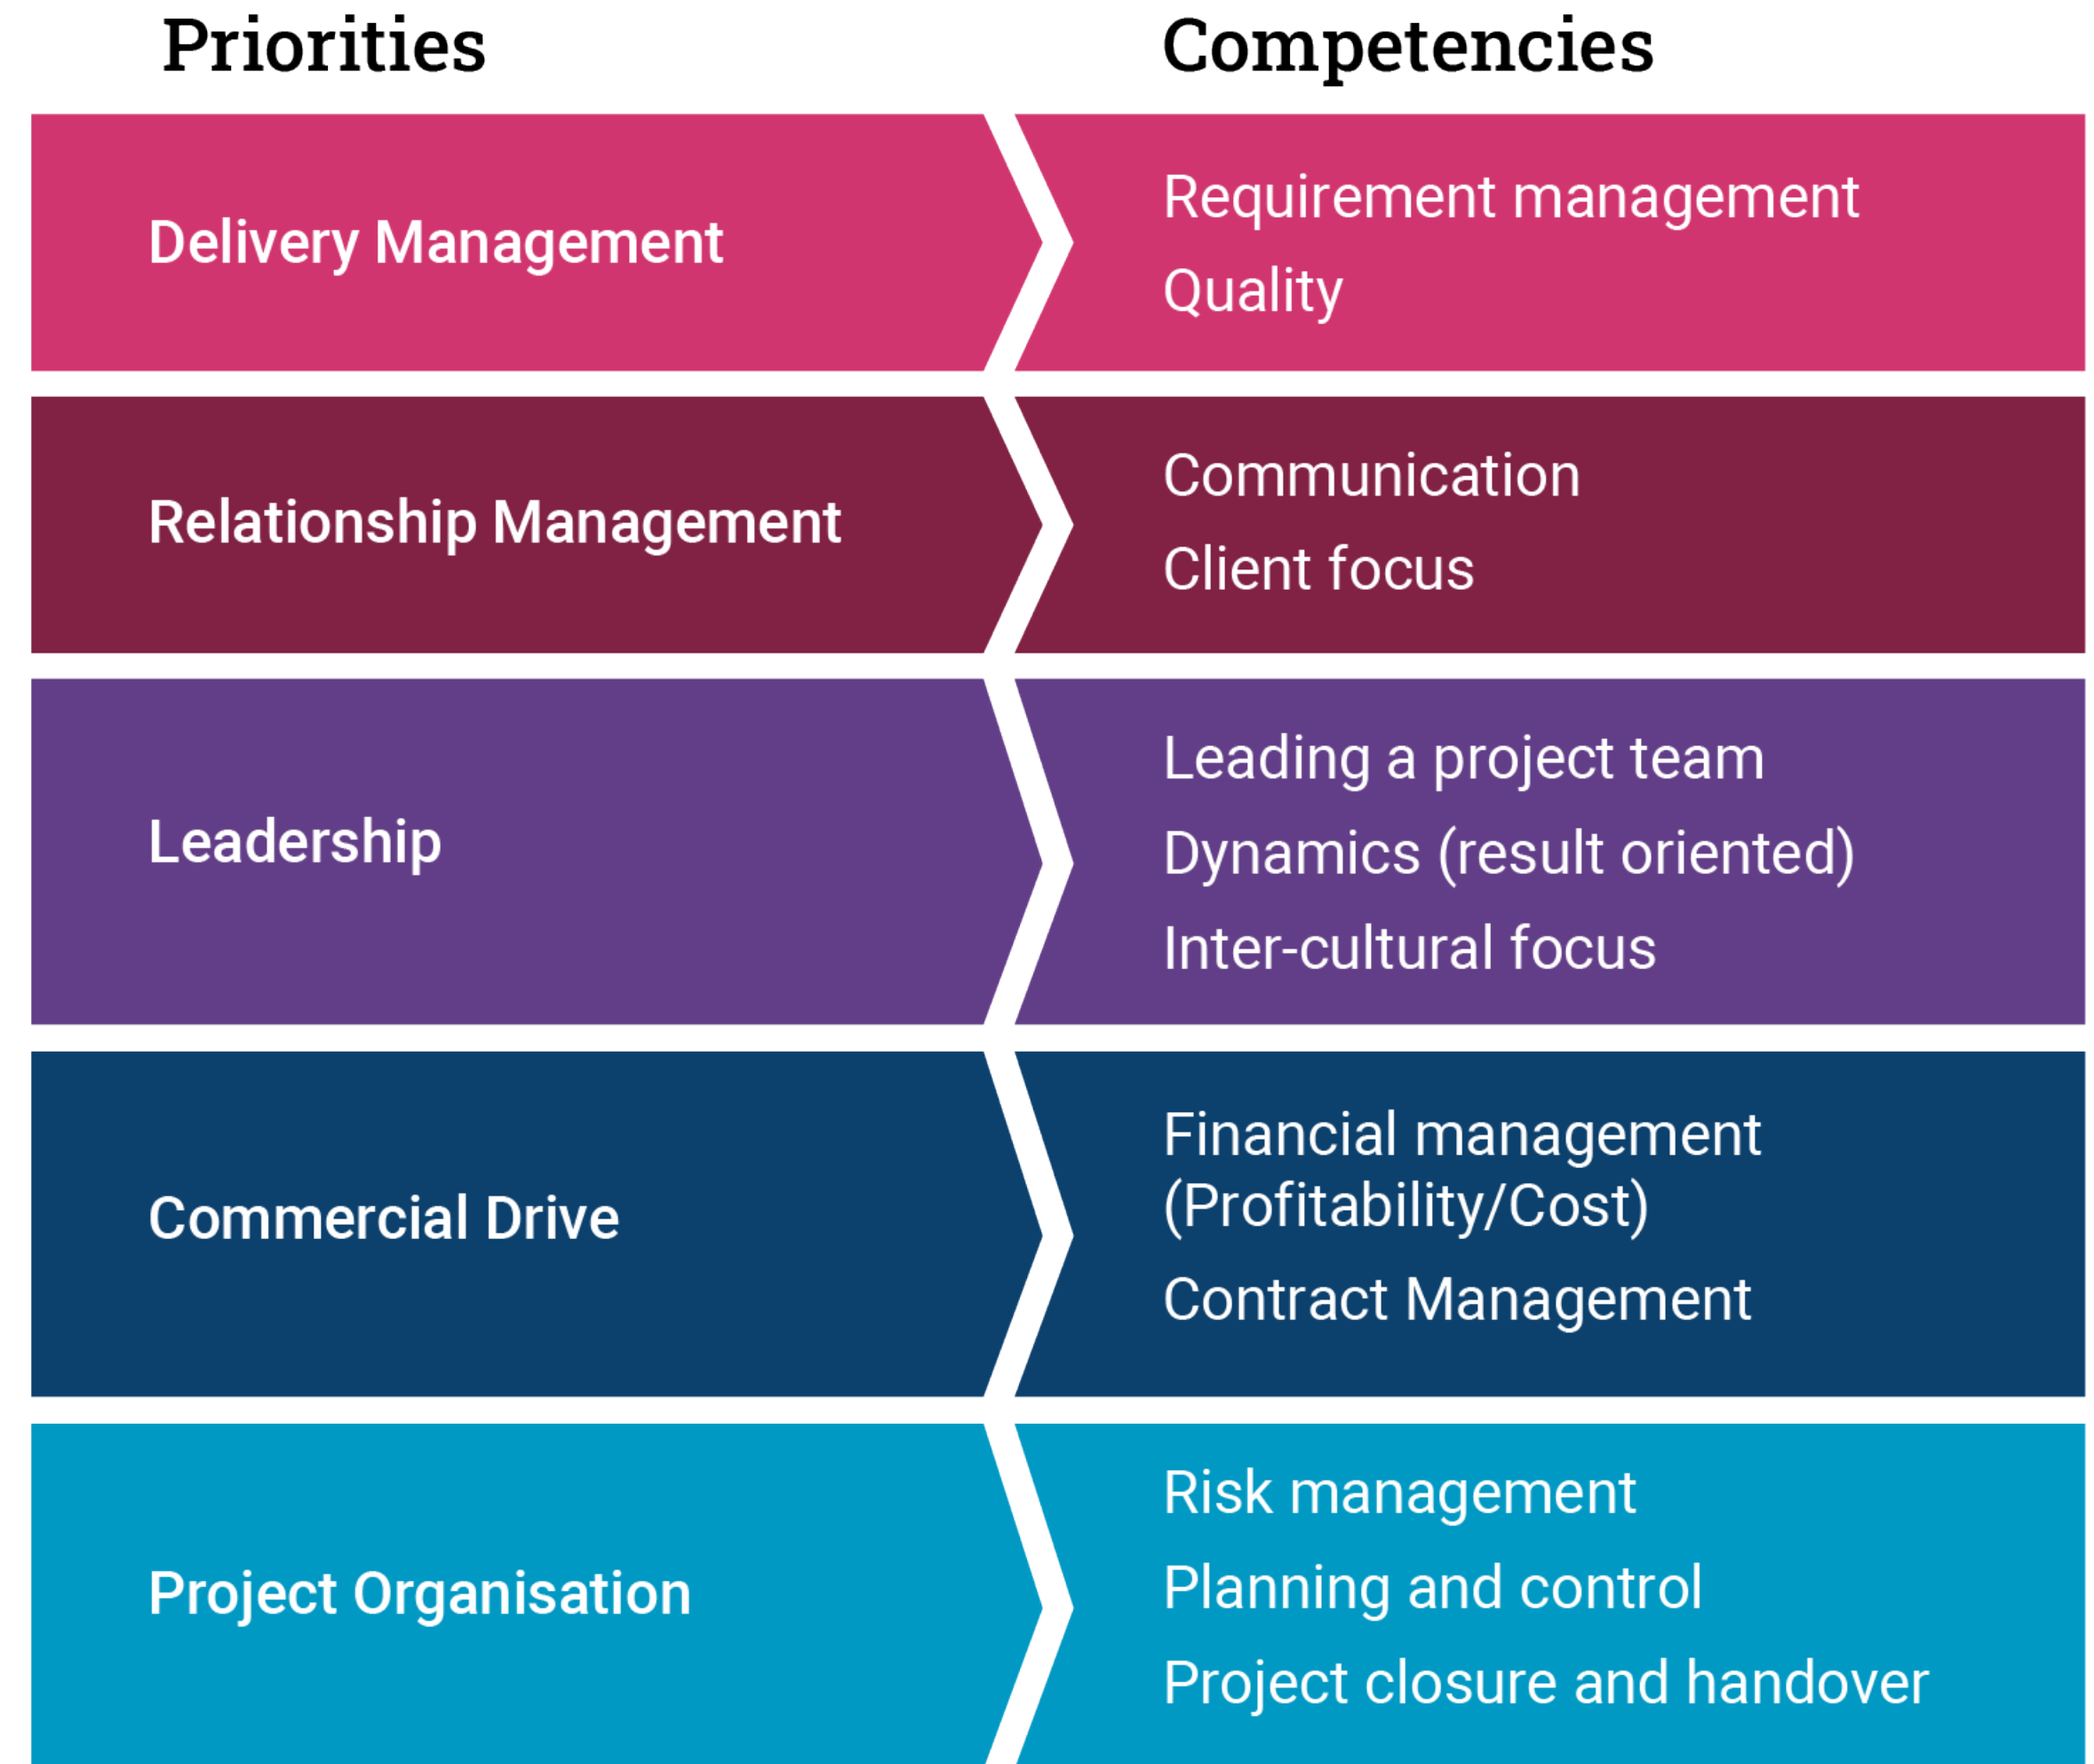 Priorities
Competencies
Delivery Management
Requirement management
Quality
Relationship Management
Communication
Client focus
Leadership
Leading a project team
Dynamics (result oriented)
Inter-cultural focus
Commercial Drive
Financial management
(Profitability/Cost)
Contract Management
Project Organisation
Risk management
Planning and control
Project closure and handover